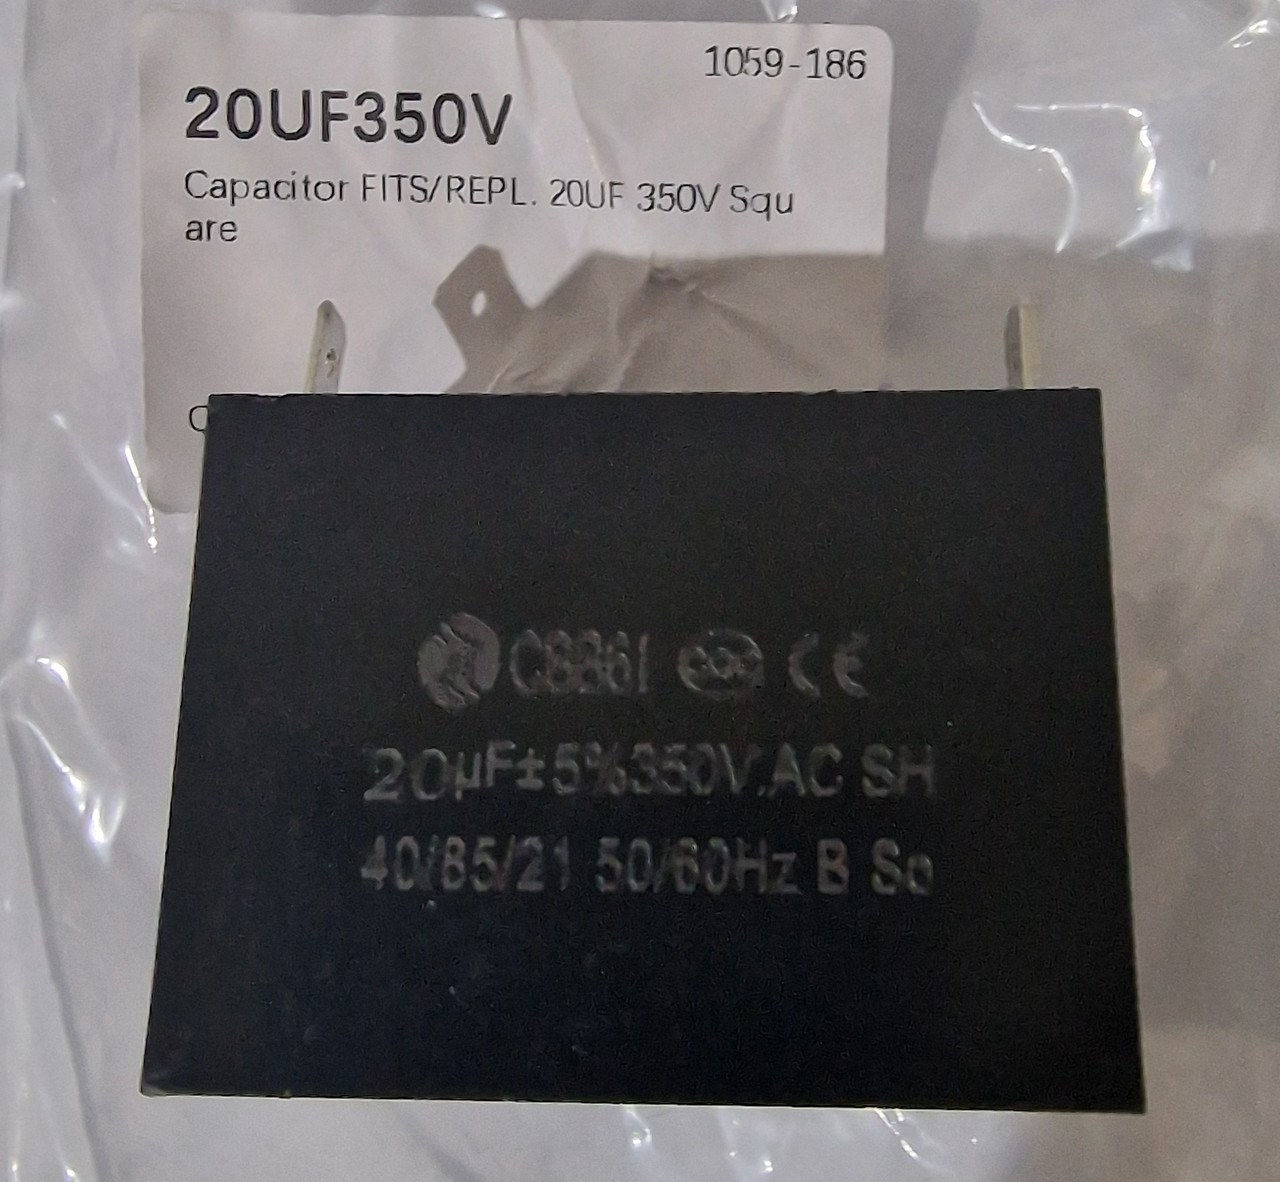 1059-186
20UF350V
Capacitor FITS/REPL. 20UF 350V Squ
are
C
CBB61 CQC CE
20µF±5%350V.AC SH
40/85/21 50/60Hz B So